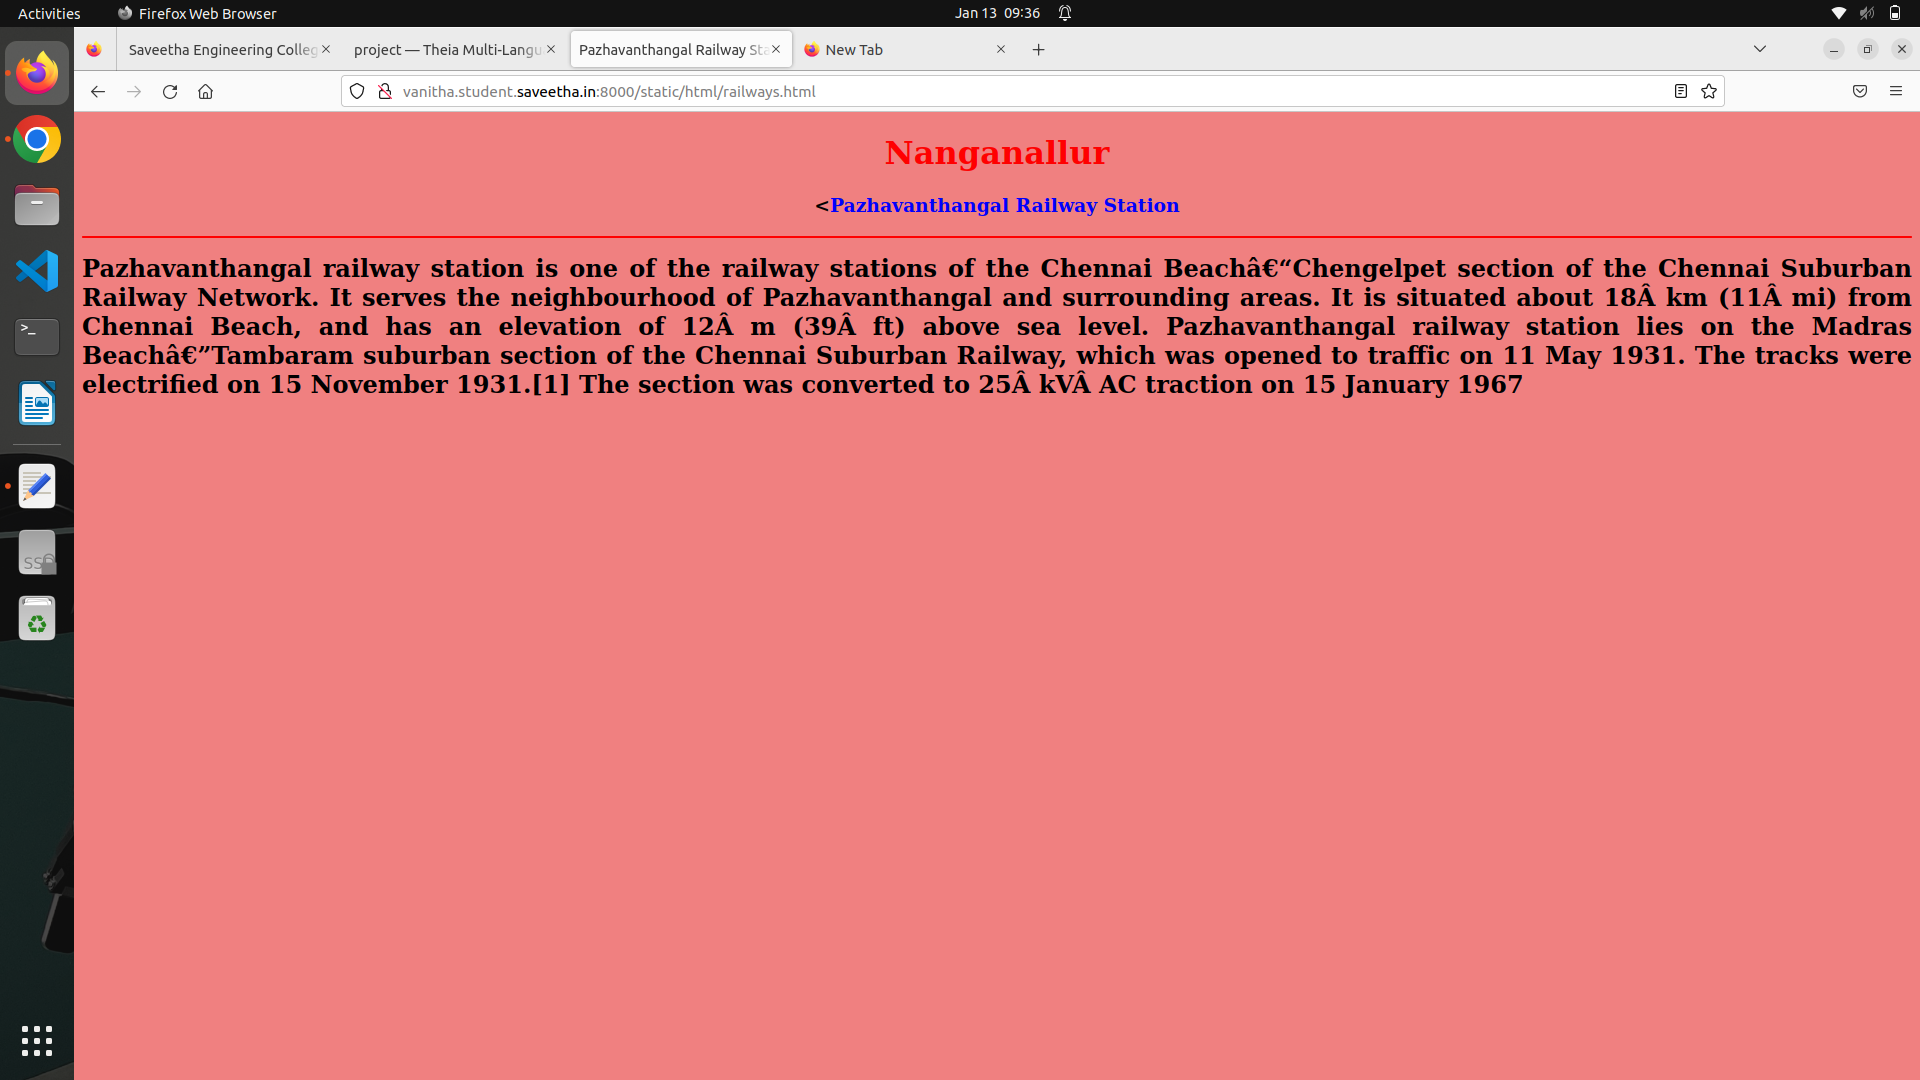 Activities Firefox Web Browser Jan 13 09:36
Saveetha Engineering Colleg project — Theia Multi-Langu Pazhavanthangal Railway Sta New Tab
vanitha.student.saveetha.in:8000/static/html/railways.html
Nanganallur
<Pazhavanthangal Railway Station
Pazhavanthangal railway station is one of the railway stations of the Chennai Beachâ€“Chengelpet section of the Chennai Suburban
Railway Network. It serves the neighbourhood of Pazhavanthangal and surrounding areas. It is situated about 18Â km (11Â mi) from
Chennai Beach, and has an elevation of 12Â m (39Â ft) above sea level. Pazhavanthangal railway station lies on the Madras
Beachâ€”Tambaram suburban section of the Chennai Suburban Railway, which was opened to traffic on 11 May 1931. The tracks were
electrified on 15 November 1931.[1] The section was converted to 25Â kVÂ AC traction on 15 January 1967
>_
SS